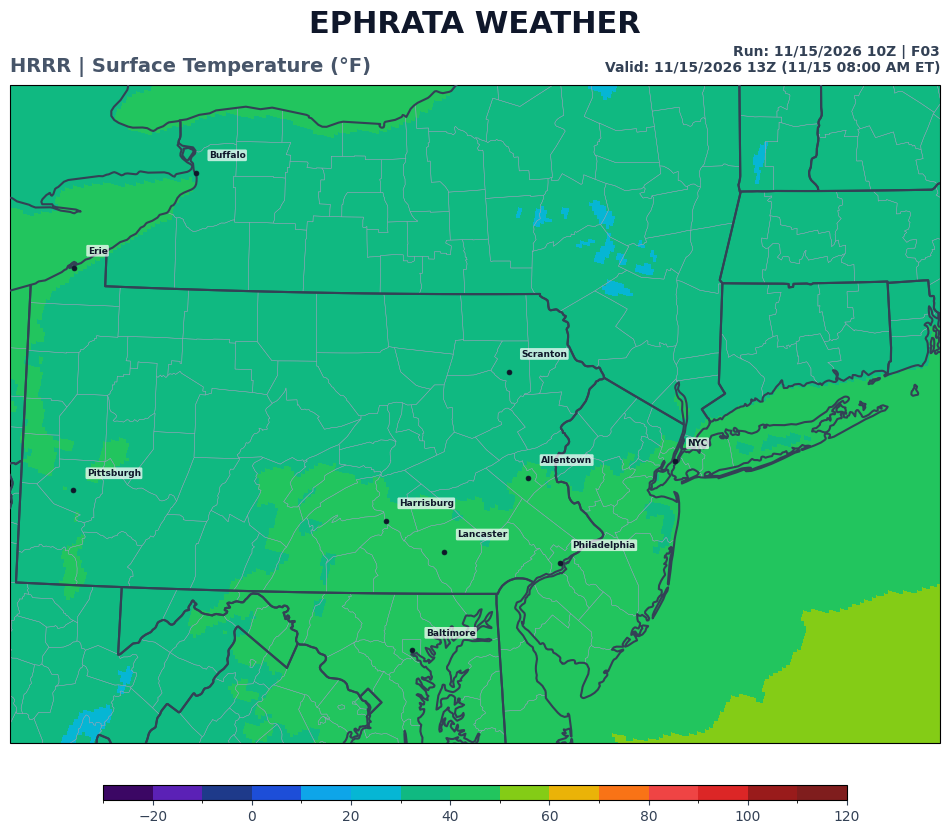 EPHRATA WEATHER
HRRR | Surface Temperature (°F)
Run: 11/15/2026 10Z | F03
Valid: 11/15/2026 13Z (11/15 08:00 AM ET)
Buffalo
Erie
Scranton
NYC
Allentown
Pittsburgh
Harrisburg
Lancaster
Philadelphia
Baltimore
−20 0 20 40 60 80 100 120